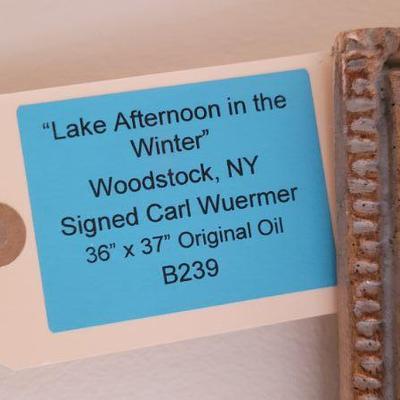 “Lake Afternoon in the
Winter”
Woodstock, NY
Signed Carl Wuermer
36” x 37” Original Oil
B239